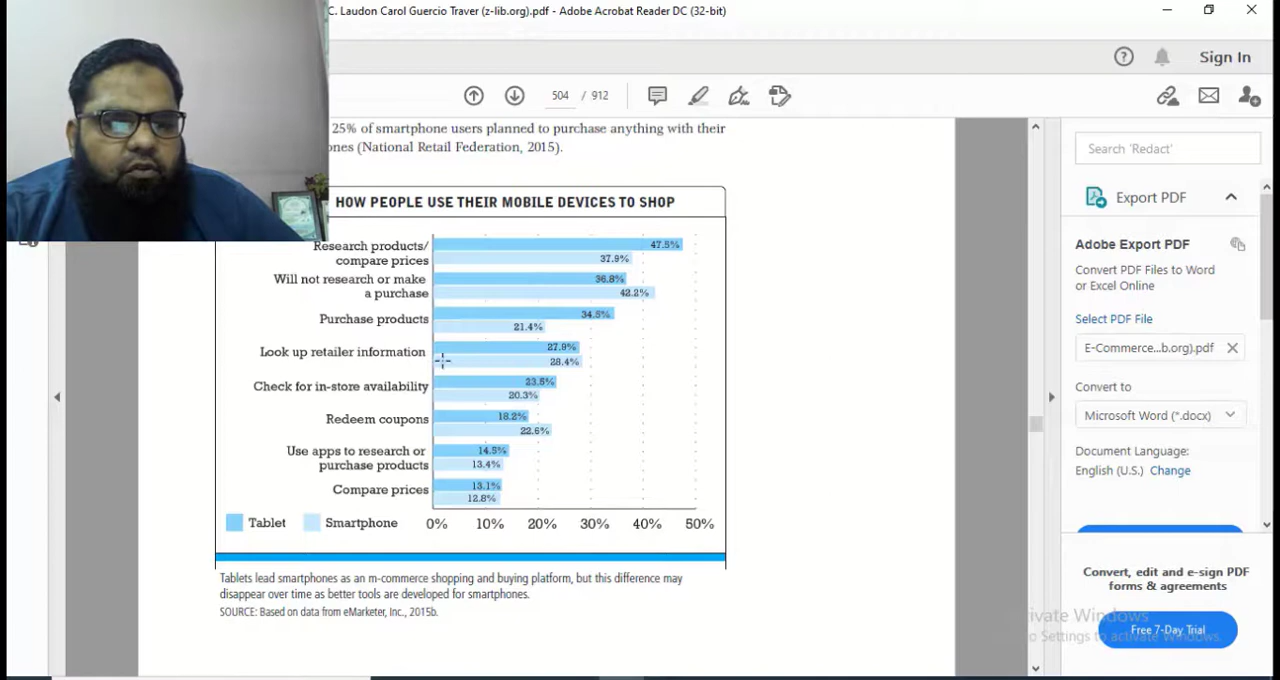 C. Laudon Carol Guercio Traver (z-lib.org).pdf - Adobe Acrobat Reader DC (32-bit)
Sign In
504 / 912
25% of smartphone users planned to purchase anything with their
nes (National Retail Federation, 2015).
HOW PEOPLE USE THEIR MOBILE DEVICES TO SHOP
Research products/
compare prices
47.5%
37.9%
Will not research or make
a purchase
36.8%
42.2%
Purchase products
34.5%
21.4%
Look up retailer information
27.9%
28.4%
Check for in-store availability
23.5%
20.3%
Redeem coupons
18.2%
22.6%
Use apps to research or
purchase products
14.5%
13.4%
Compare prices
13.1%
12.8%
Tablet Smartphone
0% 10% 20% 30% 40% 50%
Tablets lead smartphones as an m-commerce shopping and buying platform, but this difference may
disappear over time as better tools are developed for smartphones.
SOURCE: Based on data from eMarketer, Inc., 2015b.
Search 'Redact'
Export PDF
Adobe Export PDF
Convert PDF Files to Word
or Excel Online
Select PDF File
E-Commerce...b.org).pdf
Convert to
Microsoft Word (*.docx)
Document Language:
English (U.S.) Change
Convert, edit and e-sign PDF
forms & agreements
Free 7-Day Trial
ivate Windows
o Settings to activate Windows.